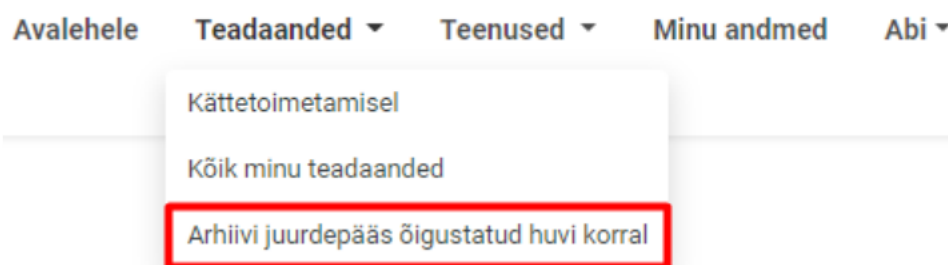 Avalehele Teadaanded Teenused Minu andmed Abi
Kättetoimetamisel
Kõik minu teadaanded
Arhiivi juurdepääs õigustatud huvi korral